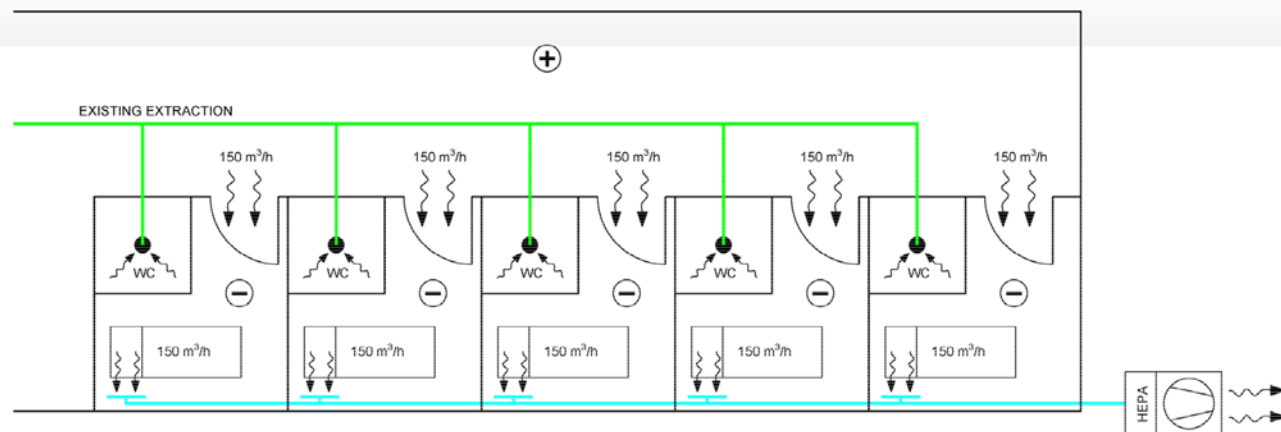 +
EXISTING EXTRACTION
150 m³/h 150 m³/h 150 m³/h 150 m³/h 150 m³/h
WC WC WC WC WC
− − − − −
150 m³/h 150 m³/h 150 m³/h 150 m³/h 150 m³/h
HEPA